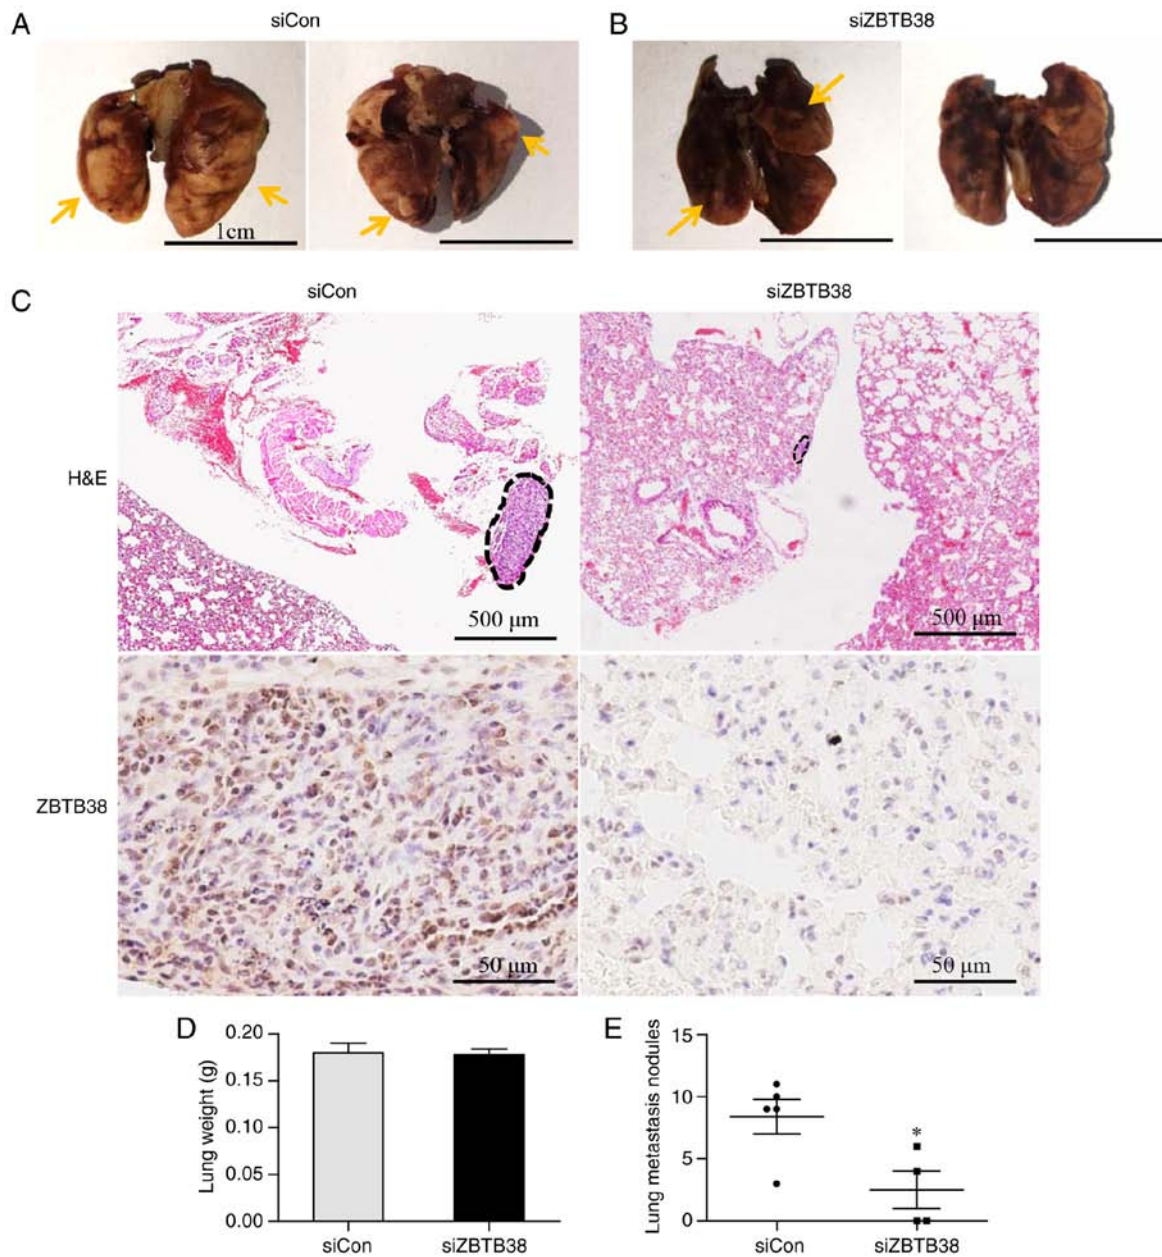 A
siCon
B
siZBTB38
1cm
C
siCon
siZBTB38
H&E
500 μm
500 μm
ZBTB38
50 μm
50 μm
D
Lung weight (g)
0.20
0.15
0.10
0.05
0.00
siCon
siZBTB38
E
Lung metastasis nodules
15
10
5
0
*
siCon
siZBTB38